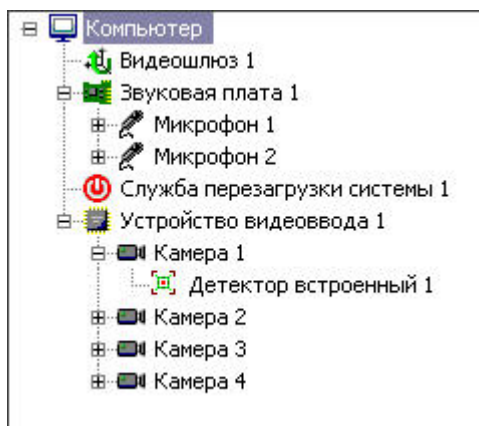 Компьютер
Видеошлюз 1
Звуковая плата 1
Микрофон 1
Микрофон 2
Служба перезагрузки системы 1
Устройство видеоввода 1
Камера 1
Детектор встроенный 1
Камера 2
Камера 3
Камера 4